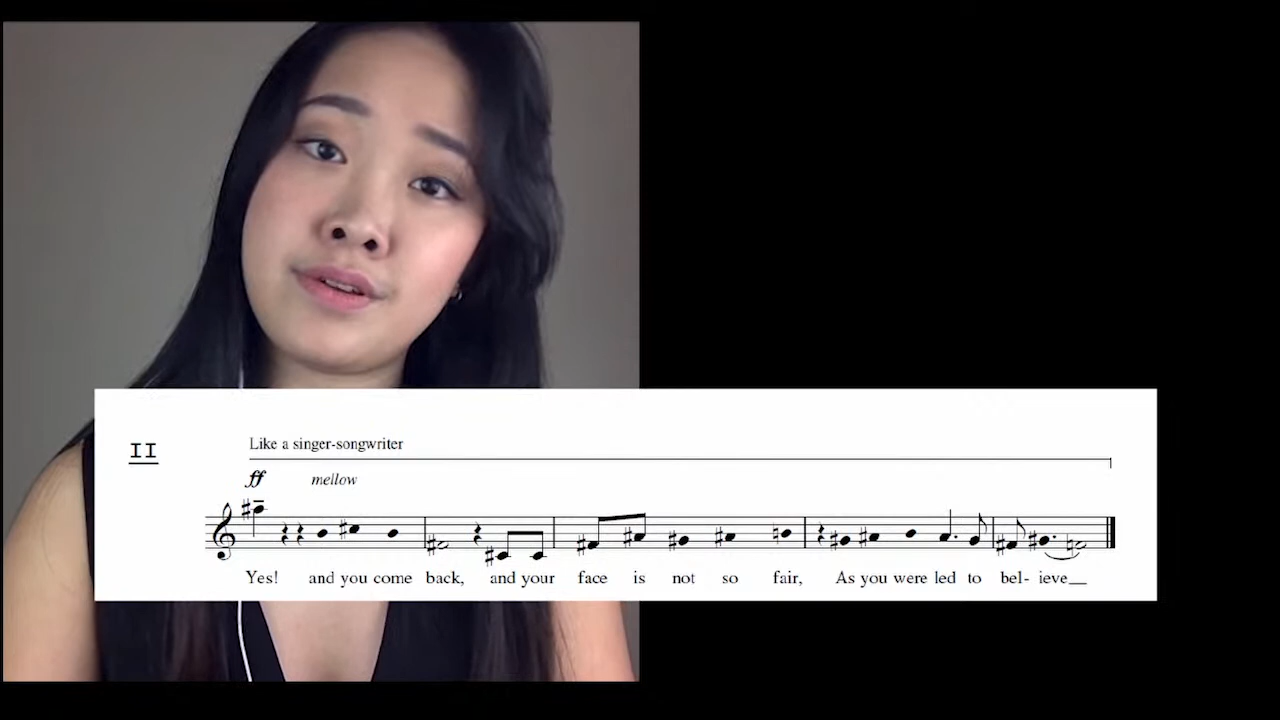 II
Like a singer-songwriter
ff mellow
Yes! and you come back, and your face is not so fair, As you were led to bel- ieve__